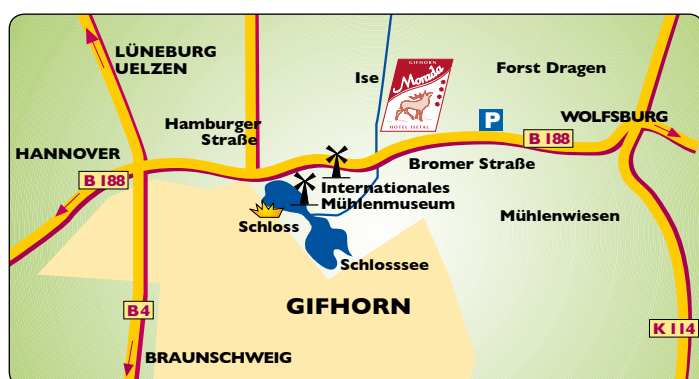 LÜNEBURG
UELZEN
Ise
GIFHORN
Morada
HOTEL ISETAL
Forst Dragen
Hamburger
Straße
P
WOLFSBURG
B 188
HANNOVER
B 188
Bromer Straße
Internationales
Mühlenmuseum
Mühlenwiesen
Schloss
Schlosssee
GIFHORN
B4
K 114
BRAUNSCHWEIG